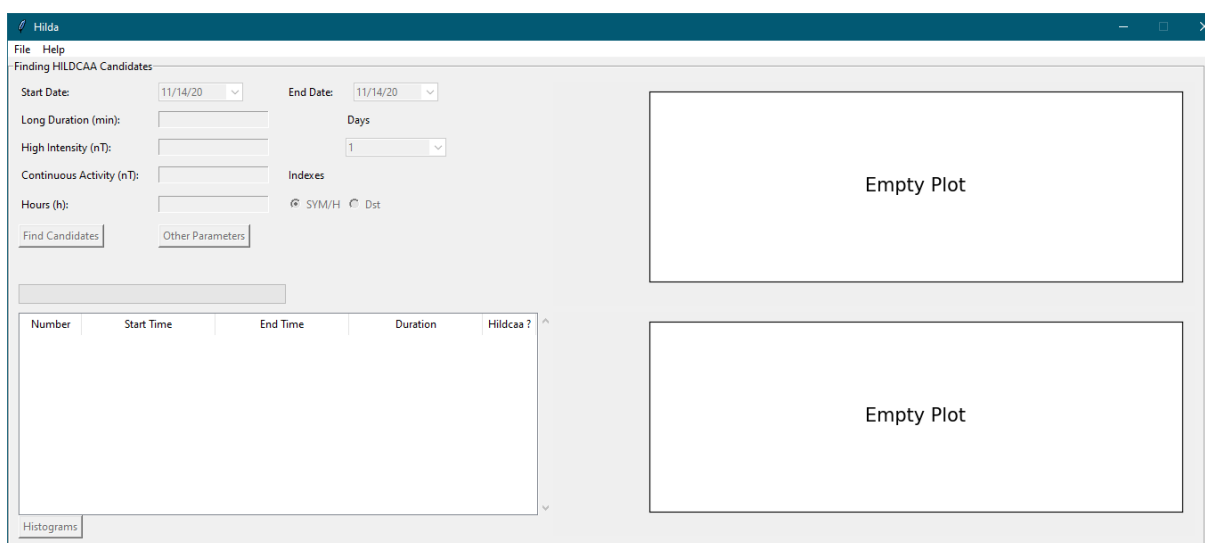 Hilda
File Help
Finding HILDCAA Candidates
Start Date: 11/14/20 End Date: 11/14/20
Long Duration (min): Days
High Intensity (nT): 1
Continuous Activity (nT): Indexes
Hours (h): SYM/H Dst
Find Candidates Other Parameters
Number Start Time End Time Duration Hildcaa ?
Histograms
Empty Plot
Empty Plot